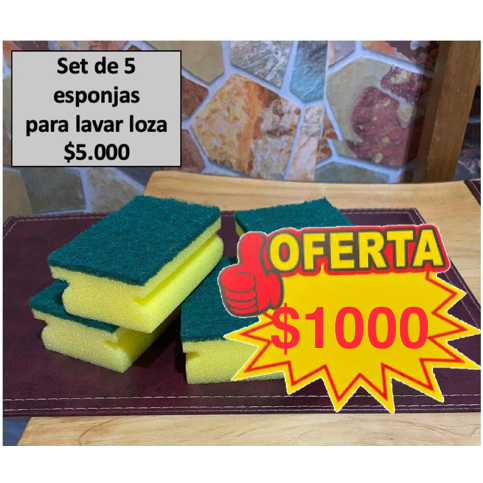 Set de 5
esponjas
para lavar loza
$5.000
OFERTA
$1000